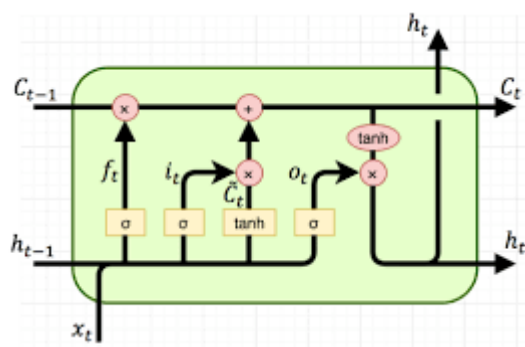 h_t
C_{t-1} × + C_t
tanh
f_t i_t × o_t ×
C̃_t
σ σ tanh σ
h_{t-1} h_t
x_t